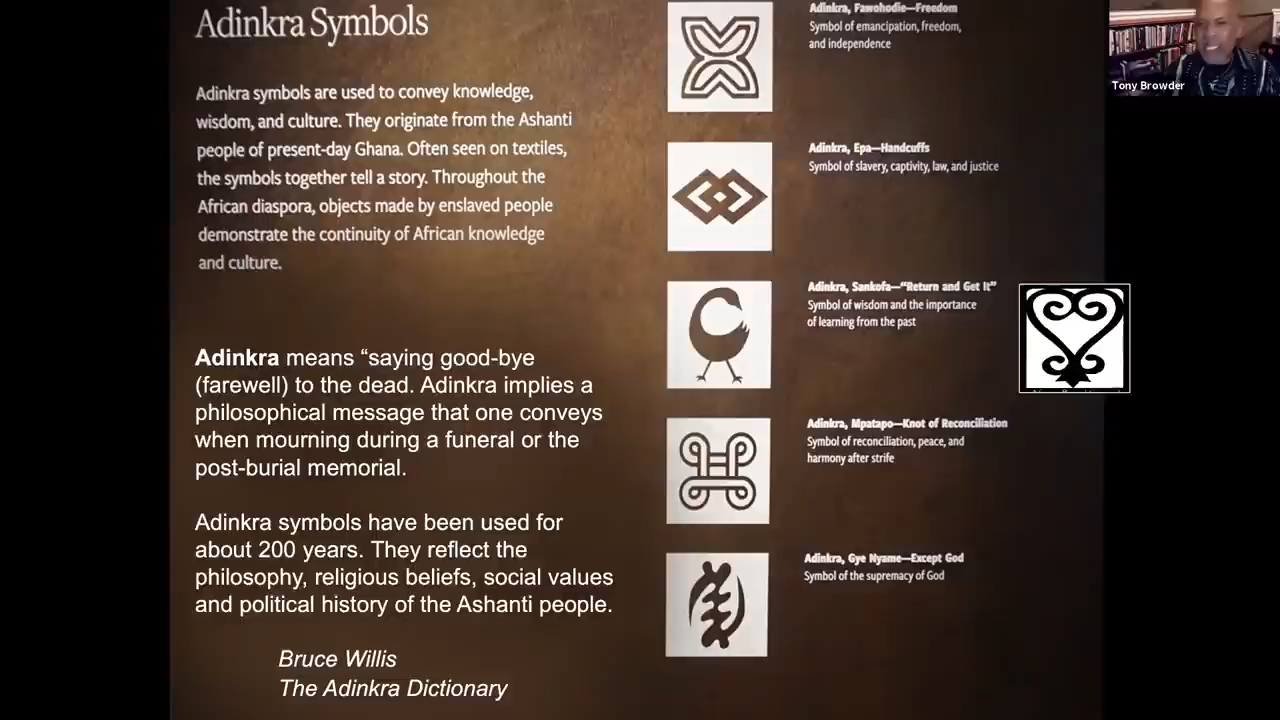 Adinkra Symbols
Adinkra symbols are used to convey knowledge,
wisdom, and culture. They originate from the Ashanti
people of present-day Ghana. Often seen on textiles,
the symbols together tell a story. Throughout the
African diaspora, objects made by enslaved people
demonstrate the continuity of African knowledge
and culture.
Adinkra means “saying good-bye
(farewell) to the dead. Adinkra implies a
philosophical message that one conveys
when mourning during a funeral or the
post-burial memorial.
Adinkra symbols have been used for
about 200 years. They reflect the
philosophy, religious beliefs, social values
and political history of the Ashanti people.
Bruce Willis
The Adinkra Dictionary
Adinkra, Fawohodie—Freedom
Symbol of emancipation, freedom,
and independence
Adinkra, Epa—Handcuffs
Symbol of slavery, captivity, law, and justice
Adinkra, Sankofa—“Return and Get It”
Symbol of wisdom and the importance
of learning from the past
Adinkra, Mpatapo—Knot of Reconciliation
Symbol of reconciliation, peace, and
harmony after strife
Adinkra, Gye Nyame—Except God
Symbol of the supremacy of God
Tony Browder